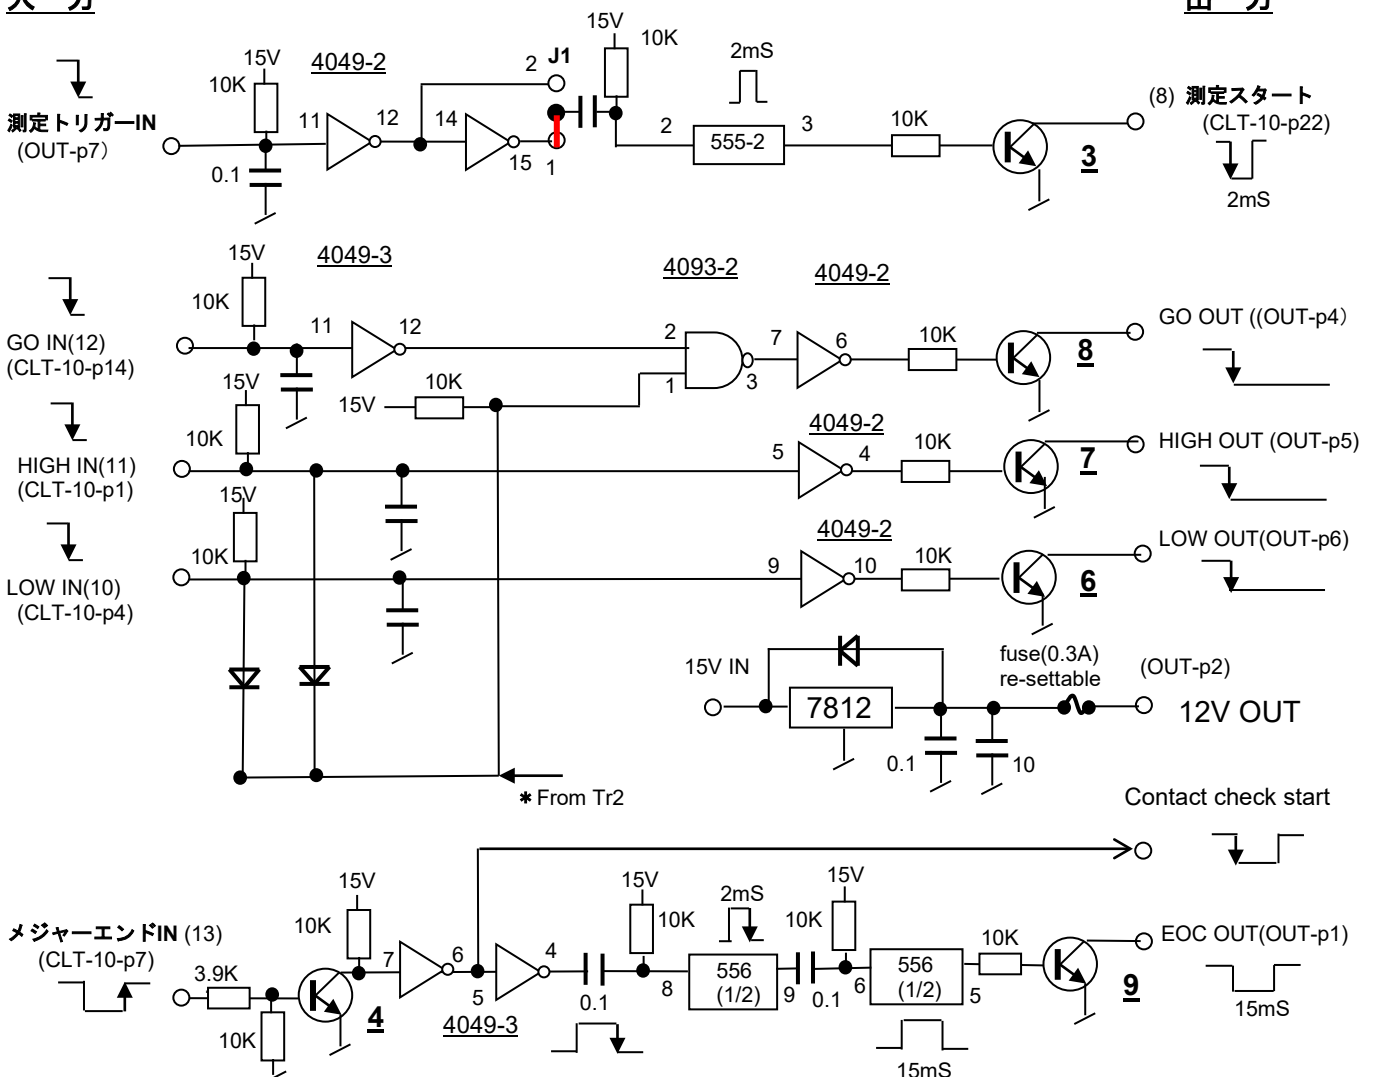 入　力
出　力
15V
10K
2mS
15V
4049-2
2
J1
10K
(8) 測定スタート
(CLT-10-p22)
測定トリガーIN
(OUT-p7）
11
12
14
2
555-2
3
10K
3
0.1
15
1
2mS
15V
4049-3
4093-2
4049-2
10K
GO IN(12)
(CLT-10-p14)
11
12
2
1
3
7
6
10K
8
GO OUT ((OUT-p4）
15V
10K
15V
10K
4049-2
HIGH IN(11)
(CLT-10-p1)
5
4
10K
7
HIGH OUT (OUT-p5)
15V
10K
4049-2
LOW IN(10)
(CLT-10-p4)
9
10
10K
6
LOW OUT(OUT-p6)
15V IN
7812
fuse(0.3A)
re-settable
(OUT-p2)
12V OUT
0.1
10
＊From Tr2
Contact check start
15V
15V
15V
2mS
メジャーエンドIN (13)
(CLT-10-p7)
10K
10K
10K
10K
EOC OUT(OUT-p1)
3.9K
7
6
4
5
8
556
(1/2)
9
6
556
(1/2)
5
9
10K
4
4049-3
0.1
0.1
15mS
15mS